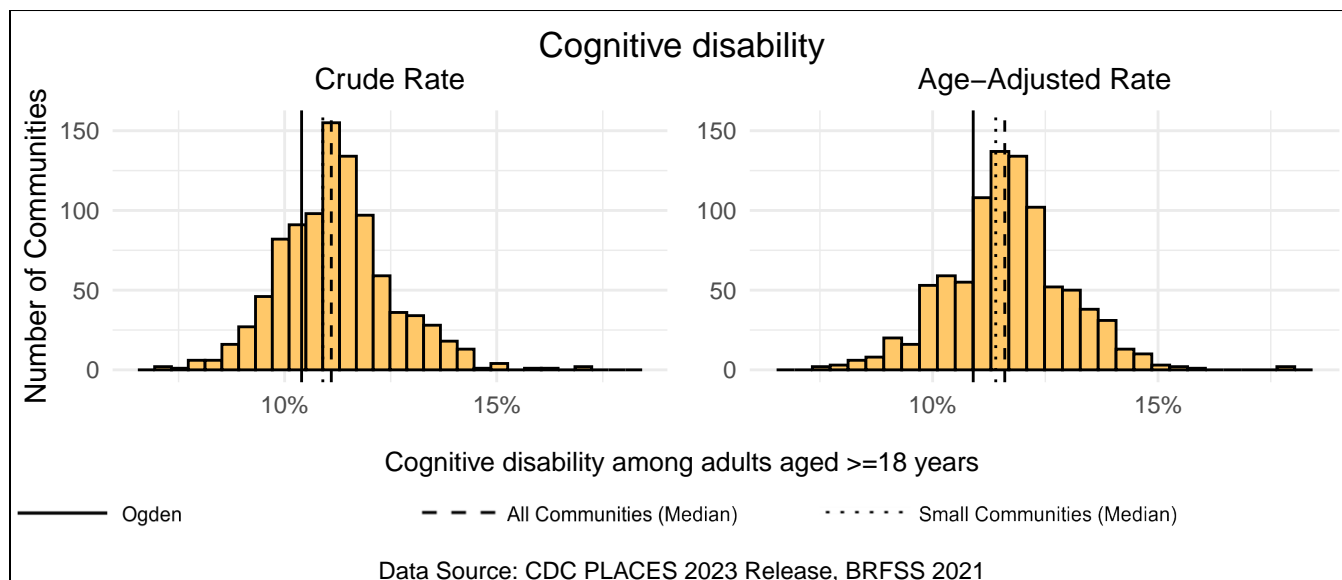 Cognitive disability
Crude Rate
Age−Adjusted Rate
Number of Communities
150
100
50
0
10%
15%
150
100
50
0
10%
15%
Cognitive disability among adults aged >=18 years
Ogden
All Communities (Median)
Small Communities (Median)
Data Source: CDC PLACES 2023 Release, BRFSS 2021